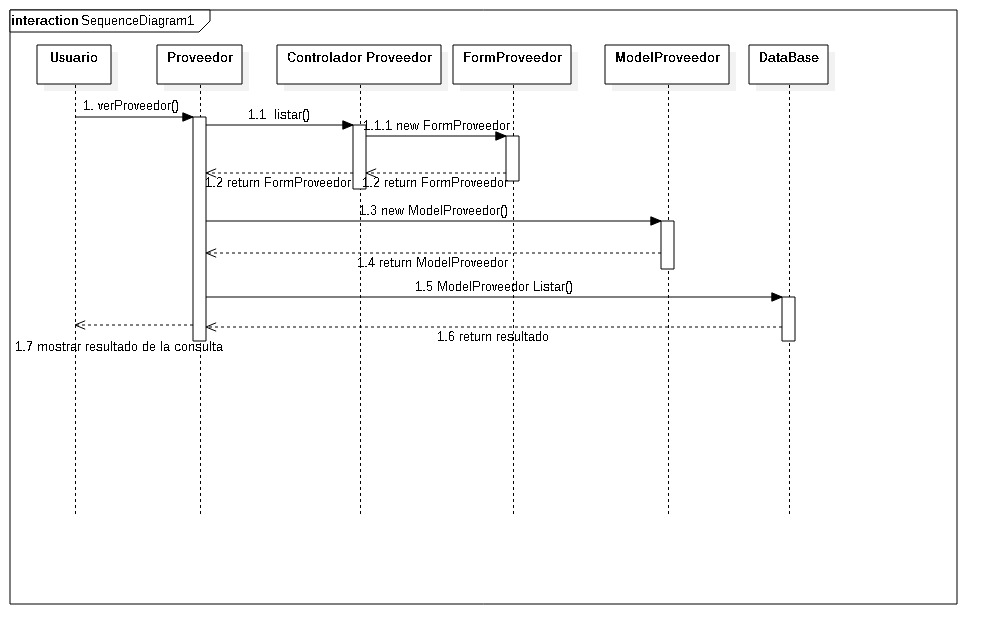 interaction SequenceDiagram1
Usuario
Proveedor
Controlador Proveedor
FormProveedor
ModelProveedor
DataBase
1. verProveedor()
1.1 listar()
1.1.1 new FormProveedor
1.2 return FormProveedor
1.2 return FormProveedor
1.3 new ModelProveedor()
1.4 return ModelProveedor
1.5 ModelProveedor Listar()
1.6 return resultado
1.7 mostrar resultado de la consulta